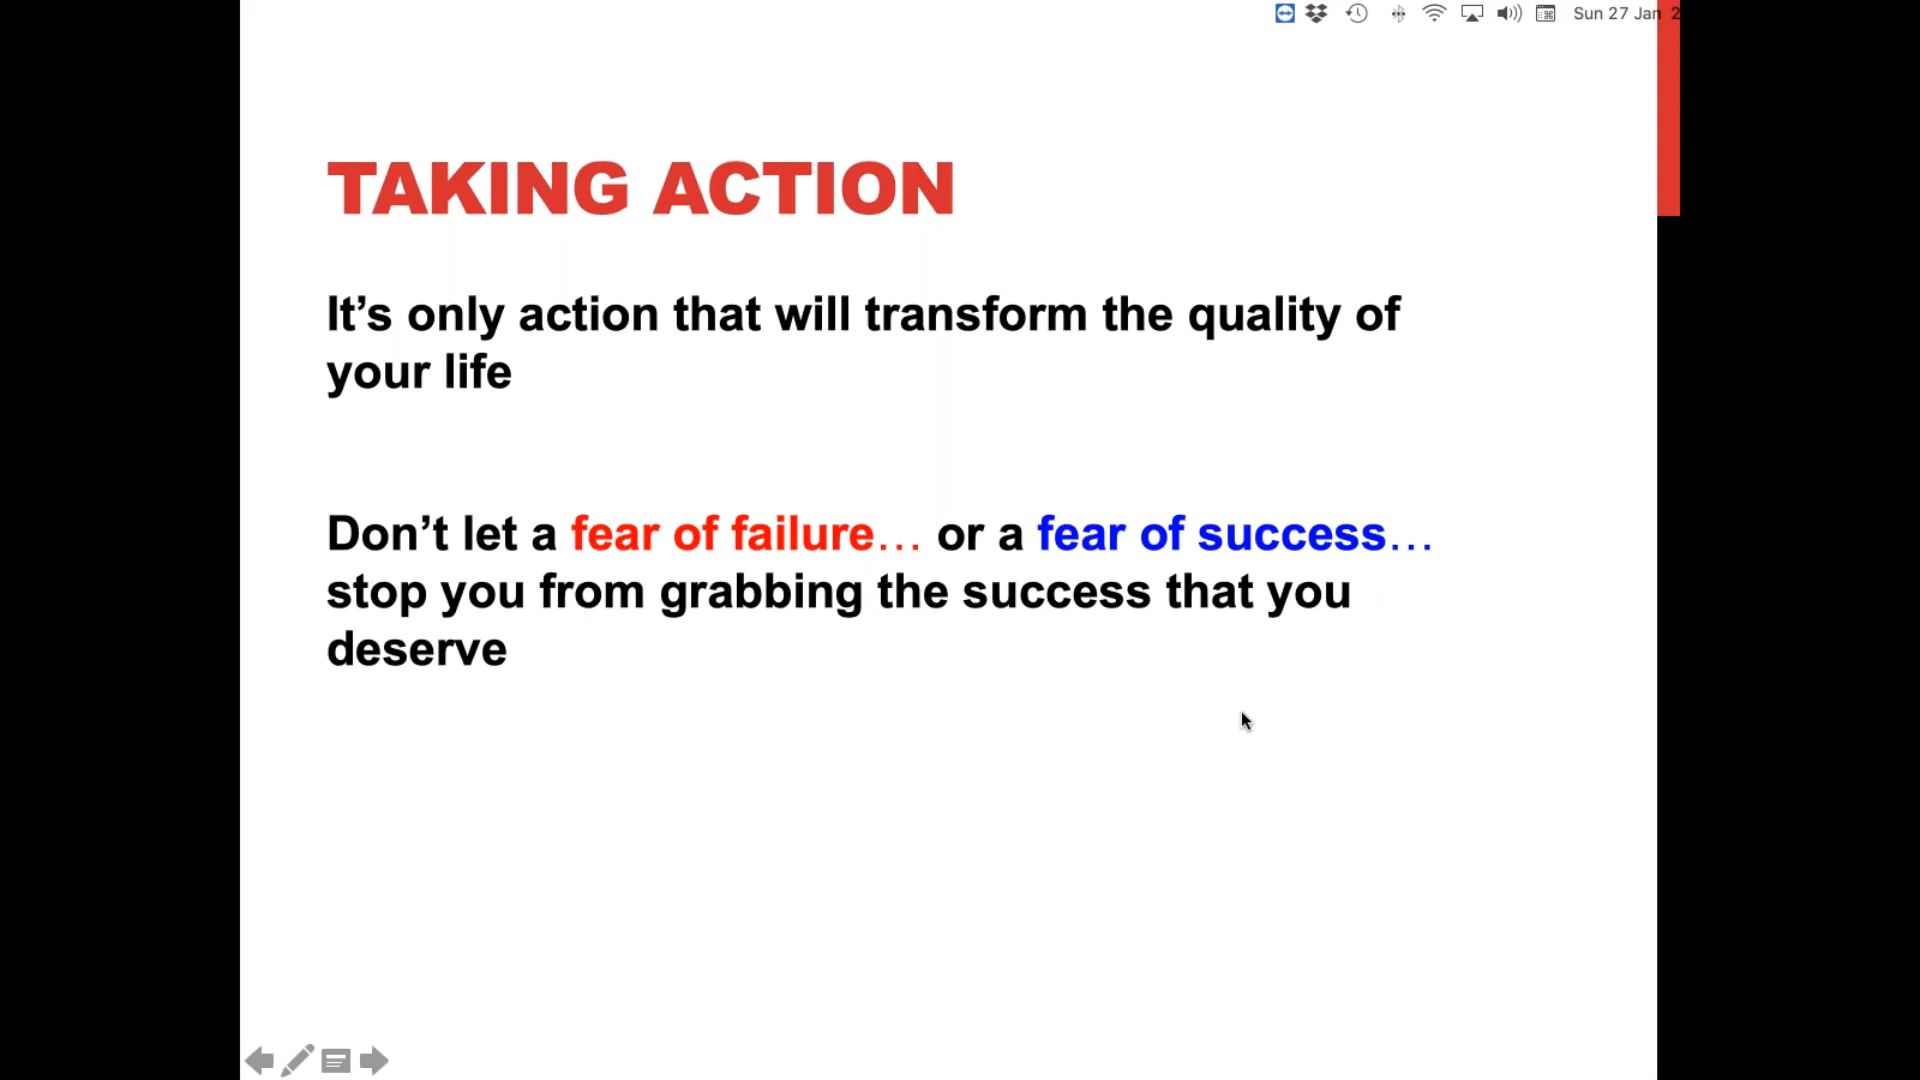 Sun 27 Jan 2
TAKING ACTION
It’s only action that will transform the quality of
your life
Don’t let a fear of failure… or a fear of success…
stop you from grabbing the success that you
deserve